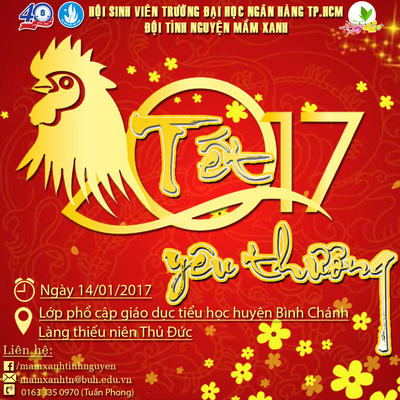 HỘI SINH VIÊN TRƯỜNG ĐẠI HỌC NGÂN HÀNG TP.HCM
ĐỘI TÌNH NGUYỆN MẦM XANH
Tết
17
yêu thương
Ngày 14/01/2017
Lớp phổ cập giáo dục tiểu học huyện Bình Chánh
Làng thiếu niên Thủ Đức
Liên hệ:
/mamxanhtinhnguyen
mamxanhtn@buh.edu.vn
0163 335 0970 (Tuấn Phong)